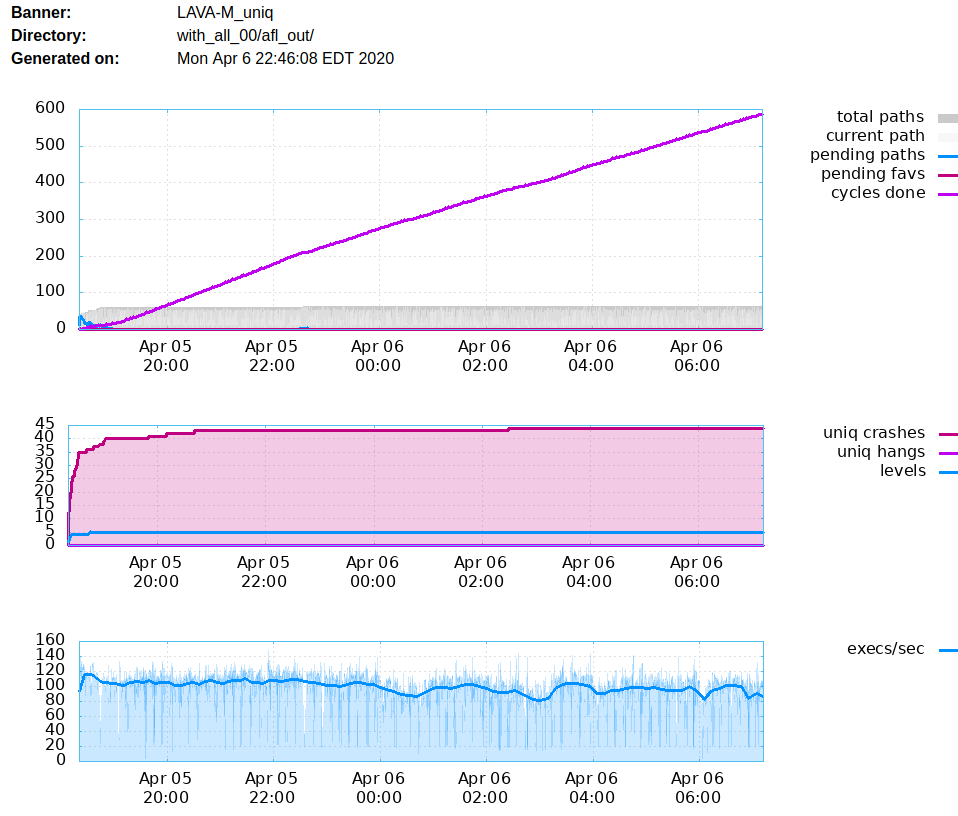 Banner: LAVA-M_uniq
Directory: with_all_00/afl_out/
Generated on: Mon Apr 6 22:46:08 EDT 2020
600
500
400
300
200
100
0
Apr 05 Apr 05 Apr 06 Apr 06 Apr 06 Apr 06
20:00 22:00 00:00 02:00 04:00 06:00
total paths
current path
pending paths
pending favs
cycles done
45
40
35
30
25
20
15
10
5
0
Apr 05 Apr 05 Apr 06 Apr 06 Apr 06 Apr 06
20:00 22:00 00:00 02:00 04:00 06:00
uniq crashes
uniq hangs
levels
160
140
120
100
80
60
40
20
0
Apr 05 Apr 05 Apr 06 Apr 06 Apr 06 Apr 06
20:00 22:00 00:00 02:00 04:00 06:00
execs/sec